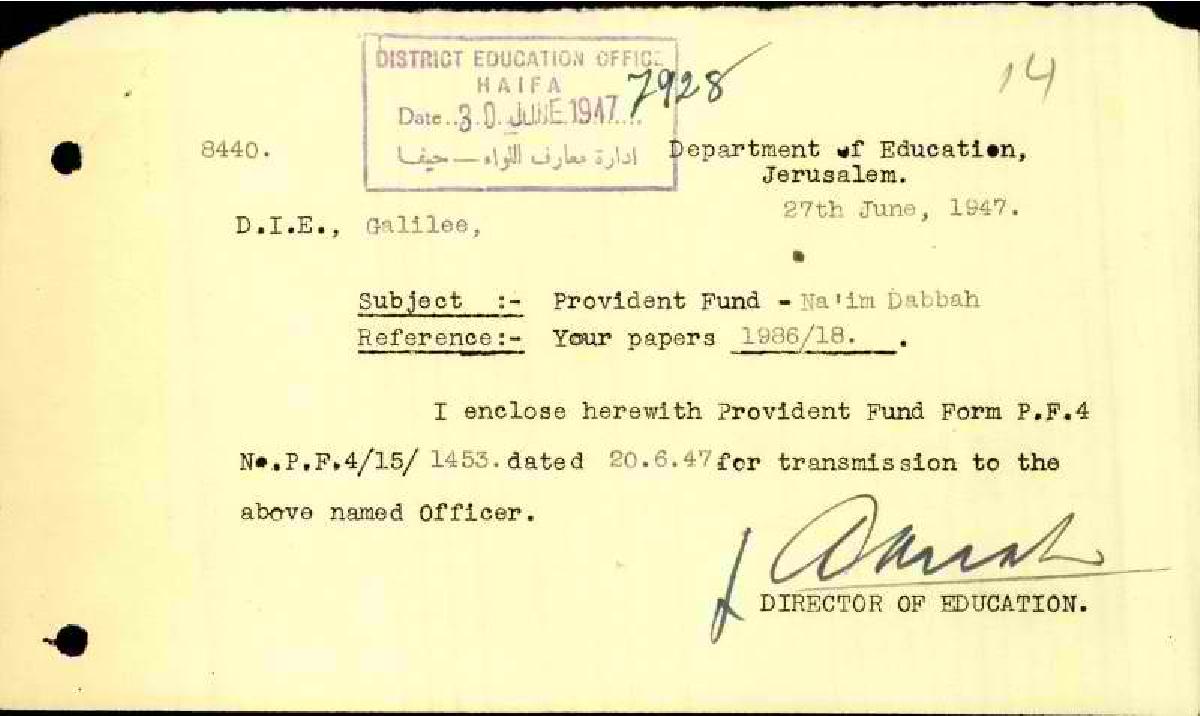 DISTRICT EDUCATION OFFICE
HAIFA
Date..30 JUNE 1947....
ادارة معارف اللواء — حيفا
7928
14
8440.
Department of Education,
Jerusalem.
27th June, 1947.
D.I.E., Galilee,
Subject :- Provident Fund - Na'im Dabbah
Reference:- Your papers 1986/18. .
I enclose herewith Provident Fund Form P.F.4
No.P.F.4/15/ 1453. dated 20.6.47 for transmission to the
above named Officer.
DIRECTOR OF EDUCATION.